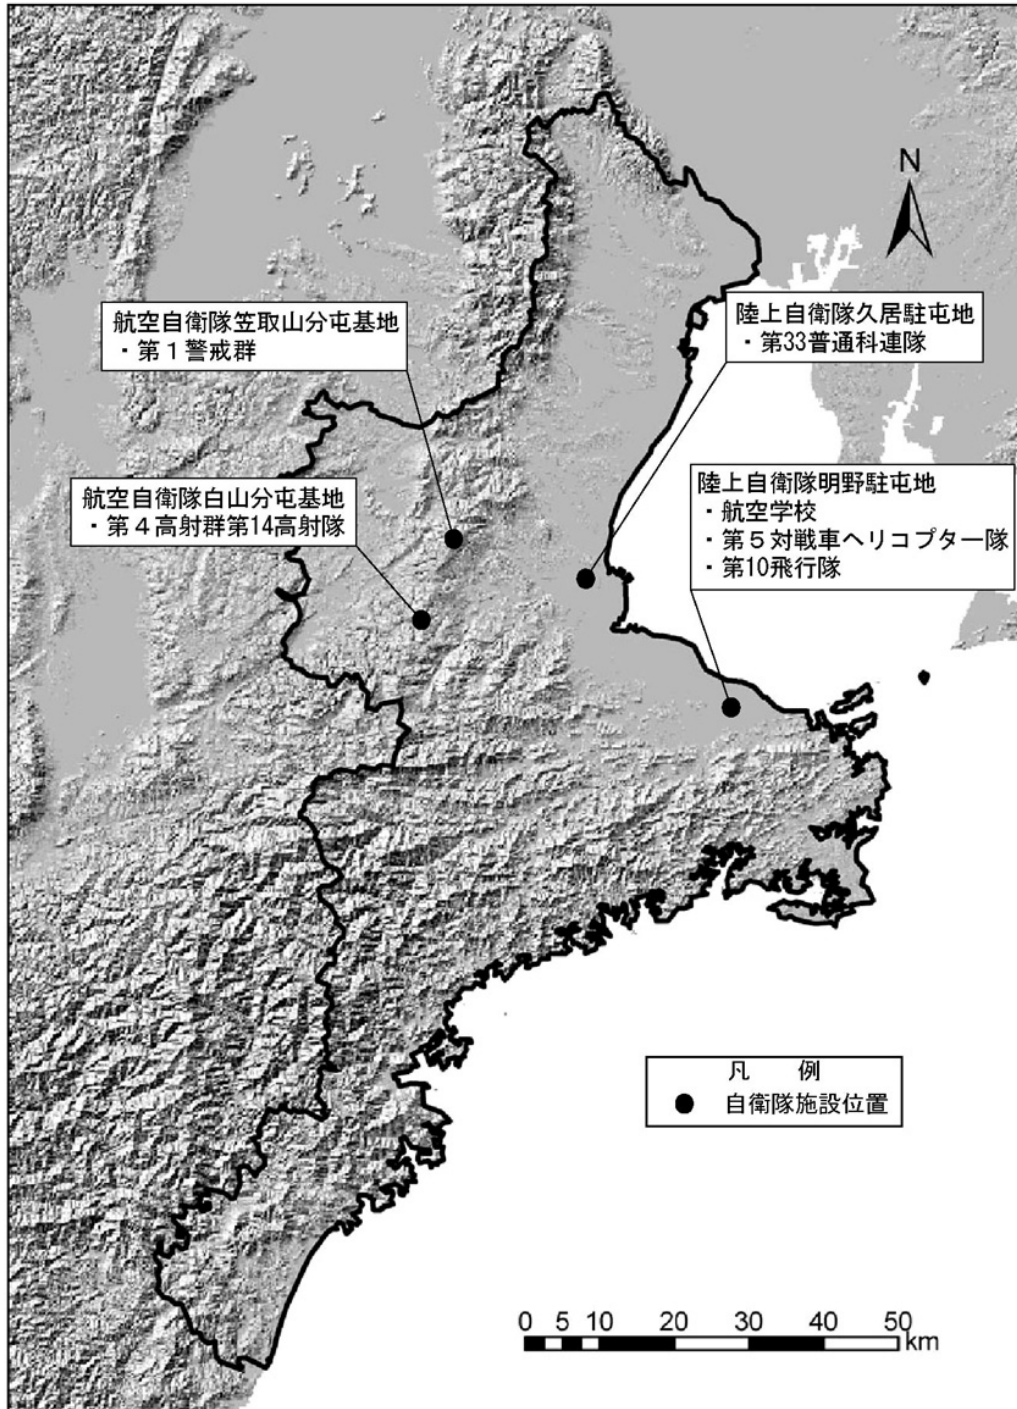 N
航空自衛隊笠取山分屯基地
・第１警戒群
陸上自衛隊久居駐屯地
・第33普通科連隊
航空自衛隊白山分屯基地
・第４高射群第14高射隊
陸上自衛隊明野駐屯地
・航空学校
・第５対戦車ヘリコプター隊
・第10飛行隊
凡　例
● 自衛隊施設位置
0 5 10 20 30 40 50
km